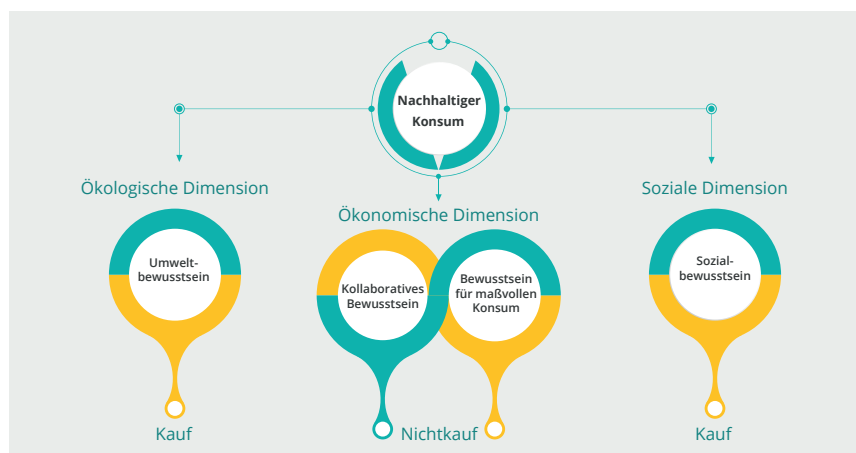 Nachhaltiger
Konsum
Ökologische Dimension
Ökonomische Dimension
Soziale Dimension
Umwelt-
bewusstsein
Kollaboratives
Bewusstsein
Bewusstsein
für maßvollen
Konsum
Sozial-
bewusstsein
Kauf
Nichtkauf
Kauf